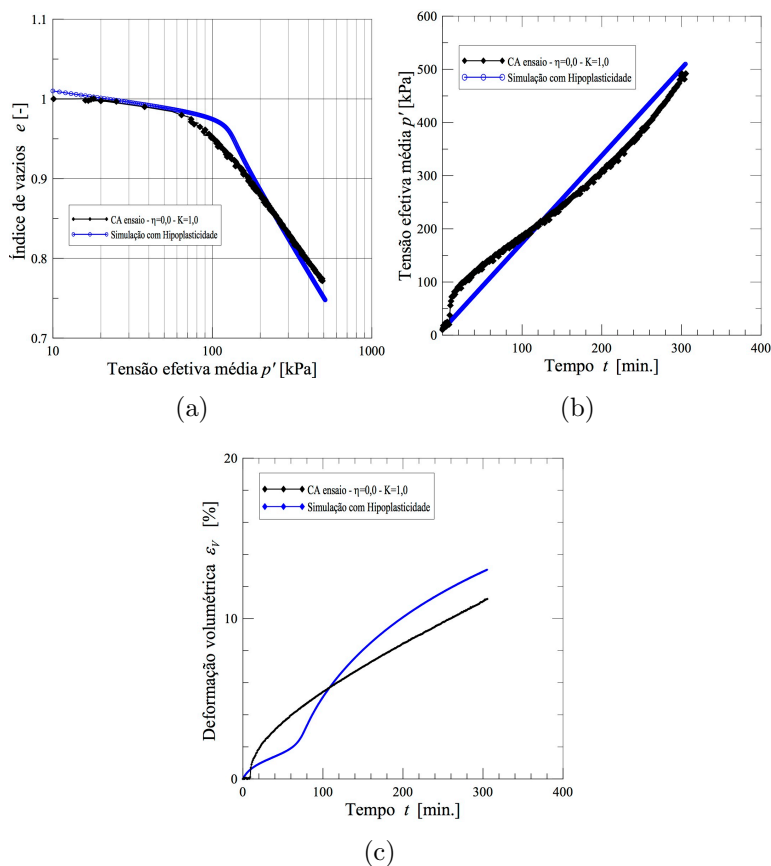 1.1
1
0.9
0.8
0.7
Índice de vazios e [-]
CA ensaio - η=0,0 - K=1,0
Simulação com Hipoplasticidade
10
100
1000
Tensão efetiva média p' [kPa]
(a)
600
500
400
300
200
100
0
Tensão efetiva média p' [kPa]
CA ensaio - η=0,0 - K=1,0
Simulação com Hipoplasticidade
100
200
300
400
Tempo t [min.]
(b)
20
10
0
Deformação volumétrica εV [%]
CA ensaio - η=0,0 - K=1,0
Simulação com Hipoplasticidade
0
100
200
300
400
Tempo t [min.]
(c)